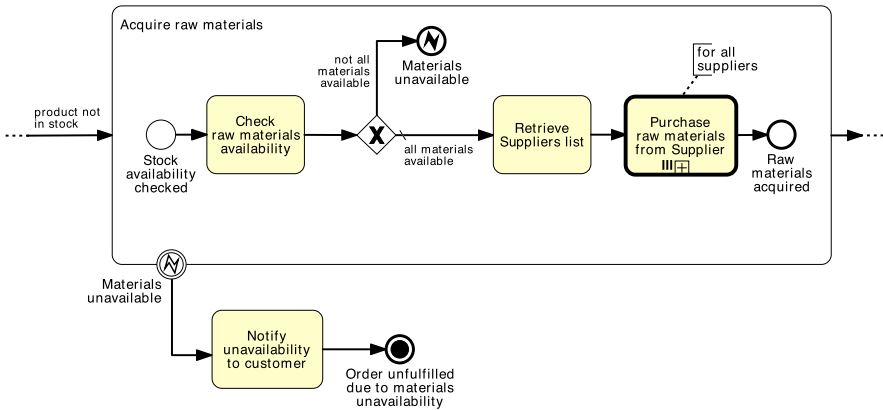 Acquire raw materials
product not
in stock
Stock
availability
checked
Check
raw materials
availability
not all
materials
available
Materials
unavailable
X
all materials
available
Retrieve
Suppliers list
for all
suppliers
Purchase
raw materials
from Supplier
Raw
materials
acquired
Materials
unavailable
Notify
unavailability
to customer
Order unfulfilled
due to materials
unavailability